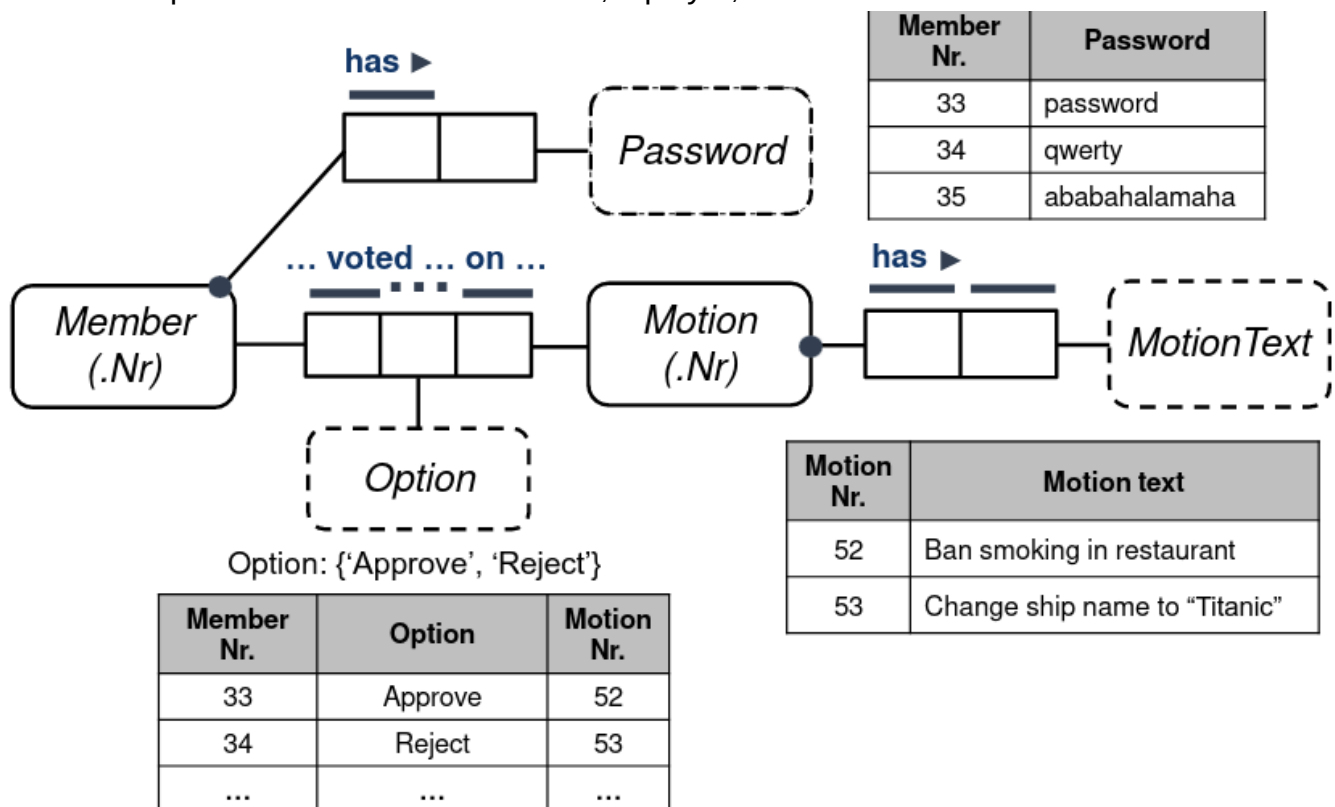 has ►
Password
Member Nr. Password
33 password
34 qwerty
35 ababahalamaha
... voted ... on ...
has ►
Member
(.Nr)
Motion
(.Nr)
MotionText
Option
Option: {‘Approve’, ‘Reject’}
Member Nr. Option Motion Nr.
33 Approve 52
34 Reject 53
... ... ...
Motion Nr. Motion text
52 Ban smoking in restaurant
53 Change ship name to “Titanic”